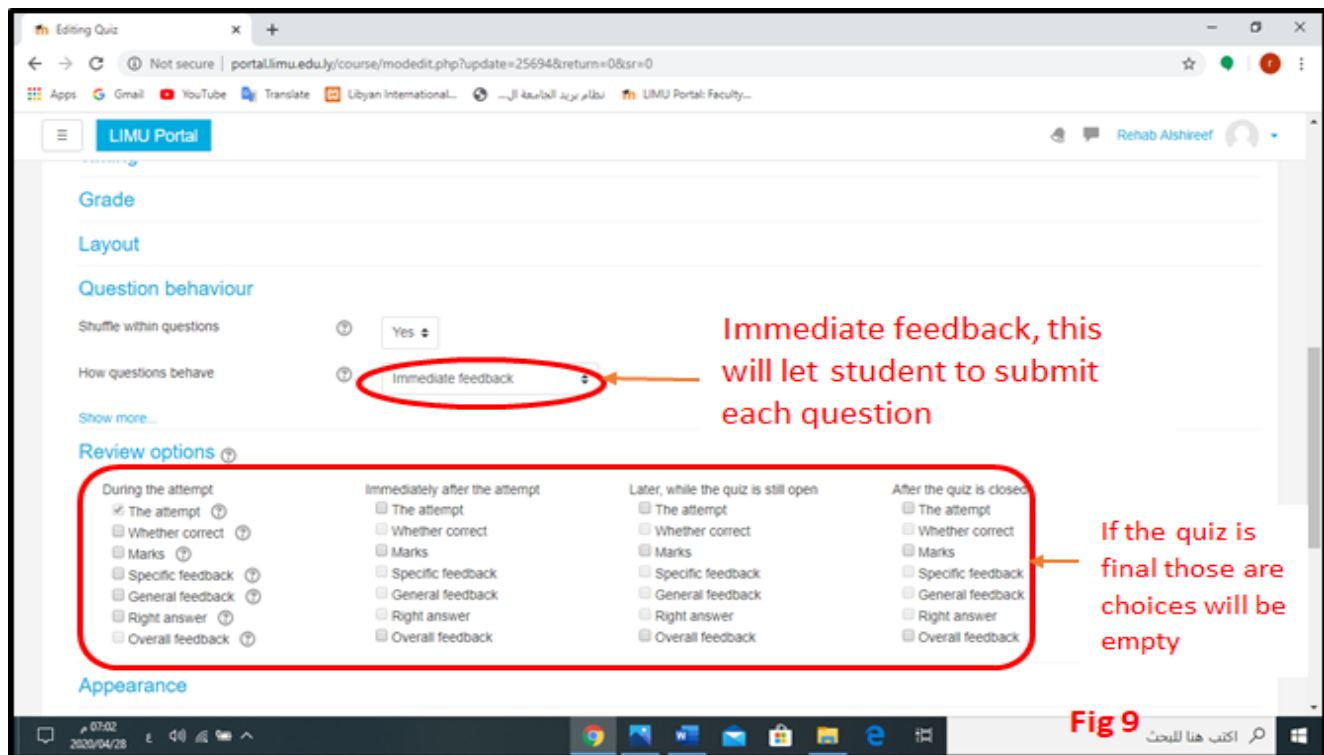 Editing Quiz
Not secure | portal.limu.edu.ly/course/modedit.php?update=25694&return=0&sr=0
Apps Gmail YouTube Translate Libyan International... نظام بريد الجامعة ال... LIMU Portal: Faculty...
LIMU Portal Rehab Alshireef
Timing
Grade
Layout
Question behaviour
Shuffle within questions Yes
How questions behave Immediate feedback
Immediate feedback, this
will let student to submit
each question
Show more...
Review options
During the attempt Immediately after the attempt Later, while the quiz is still open After the quiz is closed
The attempt The attempt The attempt The attempt
Whether correct Whether correct Whether correct Whether correct
Marks Marks Marks Marks
Specific feedback Specific feedback Specific feedback Specific feedback
General feedback General feedback General feedback General feedback
Right answer Right answer Right answer Right answer
Overall feedback Overall feedback Overall feedback Overall feedback
If the quiz is
final those are
choices will be
empty
Appearance
Fig 9
07:02 م
2020/04/28
ع
اكتب هنا للبحث